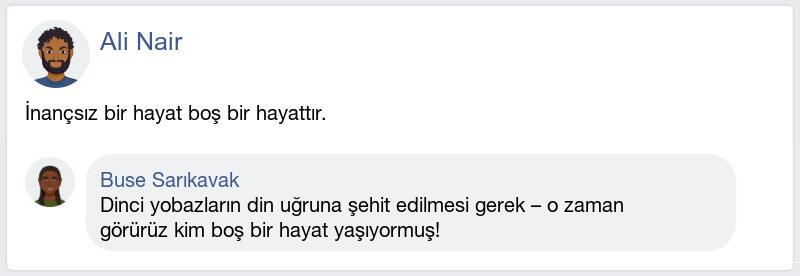 Ali Nair
İnançsız bir hayat boş bir hayattır.
Buse Sarıkavak
Dinci yobazların din uğruna şehit edilmesi gerek – o zaman
görürüz kim boş bir hayat yaşıyormuş!